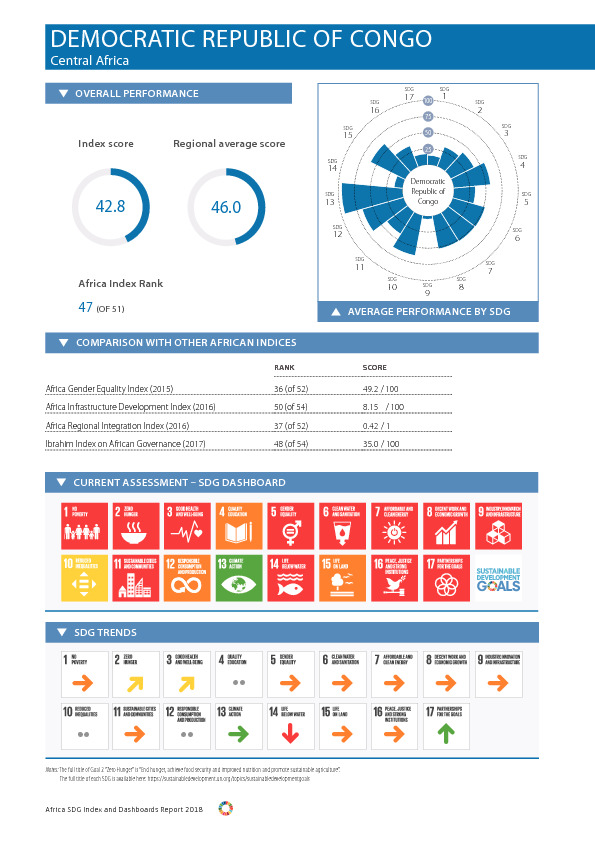 DEMOCRATIC REPUBLIC OF CONGO
Central Africa
▼ OVERALL PERFORMANCE
Index score
Regional average score
42.8
46.0
Africa Index Rank
47 (OF 51)
SDG 1
SDG 2
SDG 3
SDG 4
SDG 5
SDG 6
SDG 7
SDG 8
SDG 9
SDG 10
SDG 11
SDG 12
SDG 13
SDG 14
SDG 15
SDG 16
SDG 17
100
75
50
25
Democratic
Republic of
Congo
▲ AVERAGE PERFORMANCE BY SDG
▼ COMPARISON WITH OTHER AFRICAN INDICES
RANK SCORE
Africa Gender Equality Index (2015) 36 (of 52) 49.2 / 100
Africa Infrastructure Development Index (2016) 50 (of 54) 8.15 / 100
Africa Regional Integration Index (2016) 37 (of 52) 0.42 / 1
Ibrahim Index on African Governance (2017) 48 (of 54) 35.0 / 100
▼ CURRENT ASSESSMENT – SDG DASHBOARD
1 NO POVERTY
2 ZERO HUNGER
3 GOOD HEALTH AND WELL-BEING
4 QUALITY EDUCATION
5 GENDER EQUALITY
6 CLEAN WATER AND SANITATION
7 AFFORDABLE AND CLEAN ENERGY
8 DECENT WORK AND ECONOMIC GROWTH
9 INDUSTRY, INNOVATION AND INFRASTRUCTURE
10 REDUCED INEQUALITIES
11 SUSTAINABLE CITIES AND COMMUNITIES
12 RESPONSIBLE CONSUMPTION AND PRODUCTION
13 CLIMATE ACTION
14 LIFE BELOW WATER
15 LIFE ON LAND
16 PEACE, JUSTICE AND STRONG INSTITUTIONS
17 PARTNERSHIPS FOR THE GOALS
SUSTAINABLE
DEVELOPMENT
GOALS
▼ SDG TRENDS
1 NO POVERTY
2 ZERO HUNGER
3 GOOD HEALTH AND WELL-BEING
4 QUALITY EDUCATION
5 GENDER EQUALITY
6 CLEAN WATER AND SANITATION
7 AFFORDABLE AND CLEAN ENERGY
8 DECENT WORK AND ECONOMIC GROWTH
9 INDUSTRY, INNOVATION AND INFRASTRUCTURE
10 REDUCED INEQUALITIES
11 SUSTAINABLE CITIES AND COMMUNITIES
12 RESPONSIBLE CONSUMPTION AND PRODUCTION
13 CLIMATE ACTION
14 LIFE BELOW WATER
15 LIFE ON LAND
16 PEACE, JUSTICE AND STRONG INSTITUTIONS
17 PARTNERSHIPS FOR THE GOALS
Notes: The full title of Goal 2 "Zero Hunger" is "End hunger, achieve food security and improved nutrition and promote sustainable agriculture".
The full title of each SDG is available here: https://sustainabledevelopment.un.org/topics/sustainabledevelopmentgoals
Africa SDG Index and Dashboards Report 2018